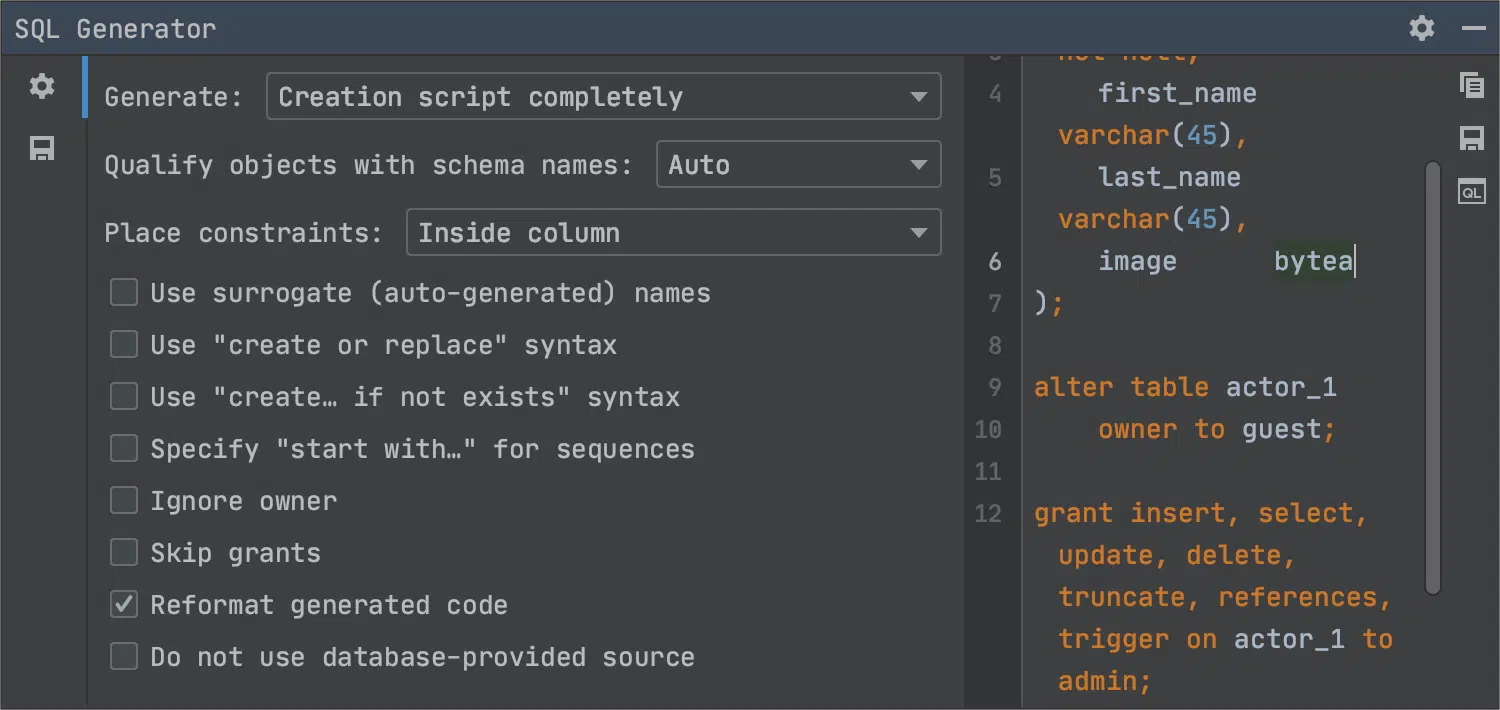 SQL Generator
Generate: Creation script completely
Qualify objects with schema names: Auto
Place constraints: Inside column
Use surrogate (auto-generated) names
Use "create or replace" syntax
Use "create… if not exists" syntax
Specify "start with…" for sequences
Ignore owner
Skip grants
Reformat generated code
Do not use database-provided source
4 first_name
varchar(45),
5 last_name
varchar(45),
6 image bytea
7 );
8
9 alter table actor_1
10 owner to guest;
11
12 grant insert, select,
update, delete,
truncate, references,
trigger on actor_1 to
admin;
QL